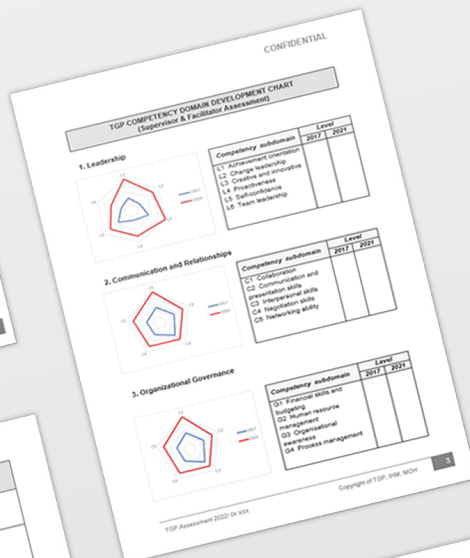 CONFIDENTIAL
TGP COMPETENCY DOMAIN DEVELOPMENT CHART
(Supervisor & Facilitator Assessment)
1. Leadership
Competency subdomain
Level
2017 2021
L1 Achievement orientation
L2 Change leadership
L3 Creative and innovative
L4 Proactiveness
L5 Self-confidence
L6 Team leadership
2. Communication and Relationships
Competency subdomain
Level
2017 2021
C1 Collaboration
C2 Communication and
presentation skills
C3 Interpersonal skills
C4 Negotiation skills
C5 Networking ability
3. Organizational Governance
Competency subdomain
Level
2017 2021
G1 Financial skills and
budgeting
G2 Human resource
management
G3 Organisational
awareness
G4 Process management
TGP Assessment 2022/ Dr XXX
Copyright of TGP, IHM, MOH
3